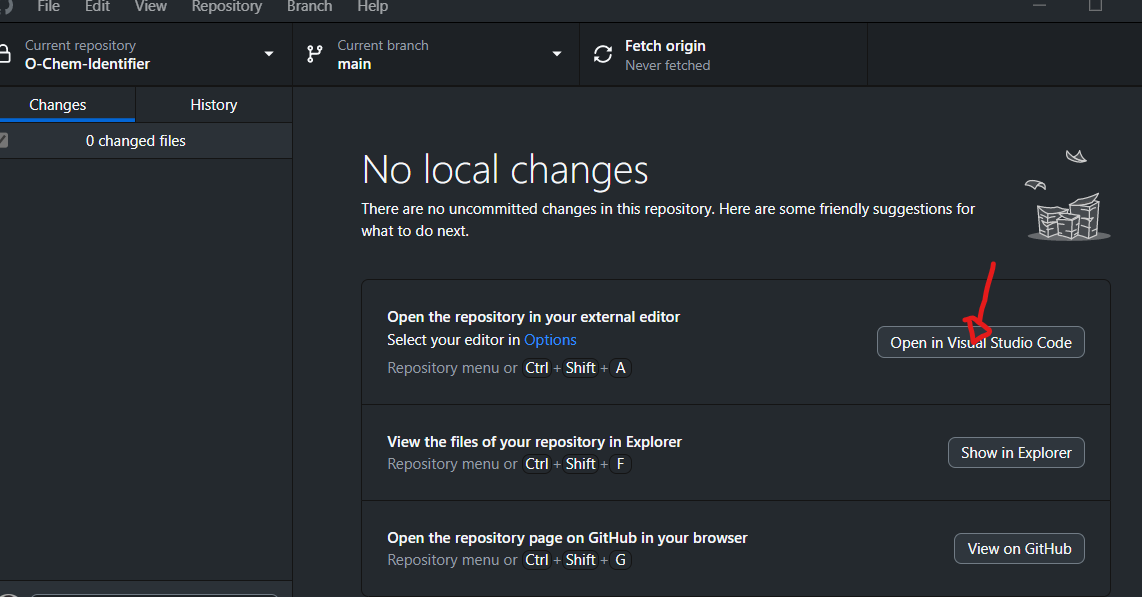 File Edit View Repository Branch Help
Current repository
O-Chem-Identifier
Current branch
main
Fetch origin
Never fetched
Changes History
0 changed files
No local changes
There are no uncommitted changes in this repository. Here are some friendly suggestions for
what to do next.
Open the repository in your external editor
Select your editor in Options
Repository menu or Ctrl + Shift + A
Open in Visual Studio Code
View the files of your repository in Explorer
Repository menu or Ctrl + Shift + F
Show in Explorer
Open the repository page on GitHub in your browser
Repository menu or Ctrl + Shift + G
View on GitHub